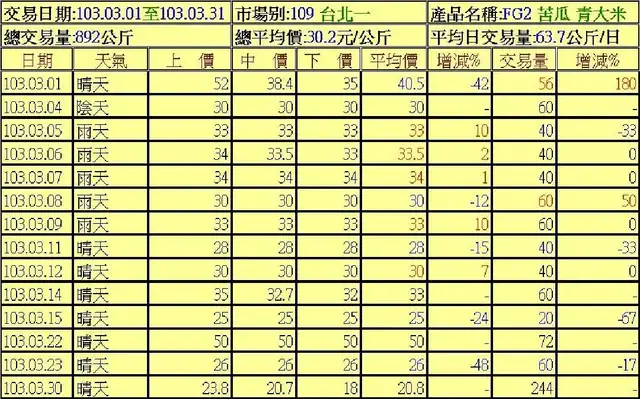 交易日期:103.03.01至103.03.31 市場別:109 台北一 產品名稱:FG2 苦瓜 青大米
總交易量:892公斤 總平均價:30.2元/公斤 平均日交易量:63.7公斤/日
日期 天氣 上 價 中 價 下 價 平均價 增減% 交易量 增減%
103.03.01 晴天 52 38.4 35 40.5 -42 56 180
103.03.04 陰天 30 30 30 30 - 60 -
103.03.05 雨天 33 33 33 33 10 40 -33
103.03.06 雨天 34 33.5 33 33.5 2 40 0
103.03.07 雨天 34 34 34 34 1 40 0
103.03.08 雨天 30 30 30 30 -12 60 50
103.03.09 雨天 33 33 33 33 10 60 0
103.03.11 晴天 28 28 28 28 -15 40 -33
103.03.12 晴天 30 30 30 30 7 40 0
103.03.14 晴天 35 32.7 32 33 - 60 -
103.03.15 晴天 25 25 25 25 -24 20 -67
103.03.22 晴天 50 50 50 50 - 72 -
103.03.23 晴天 26 26 26 26 -48 60 -17
103.03.30 晴天 23.8 20.7 18 20.8 - 244 -